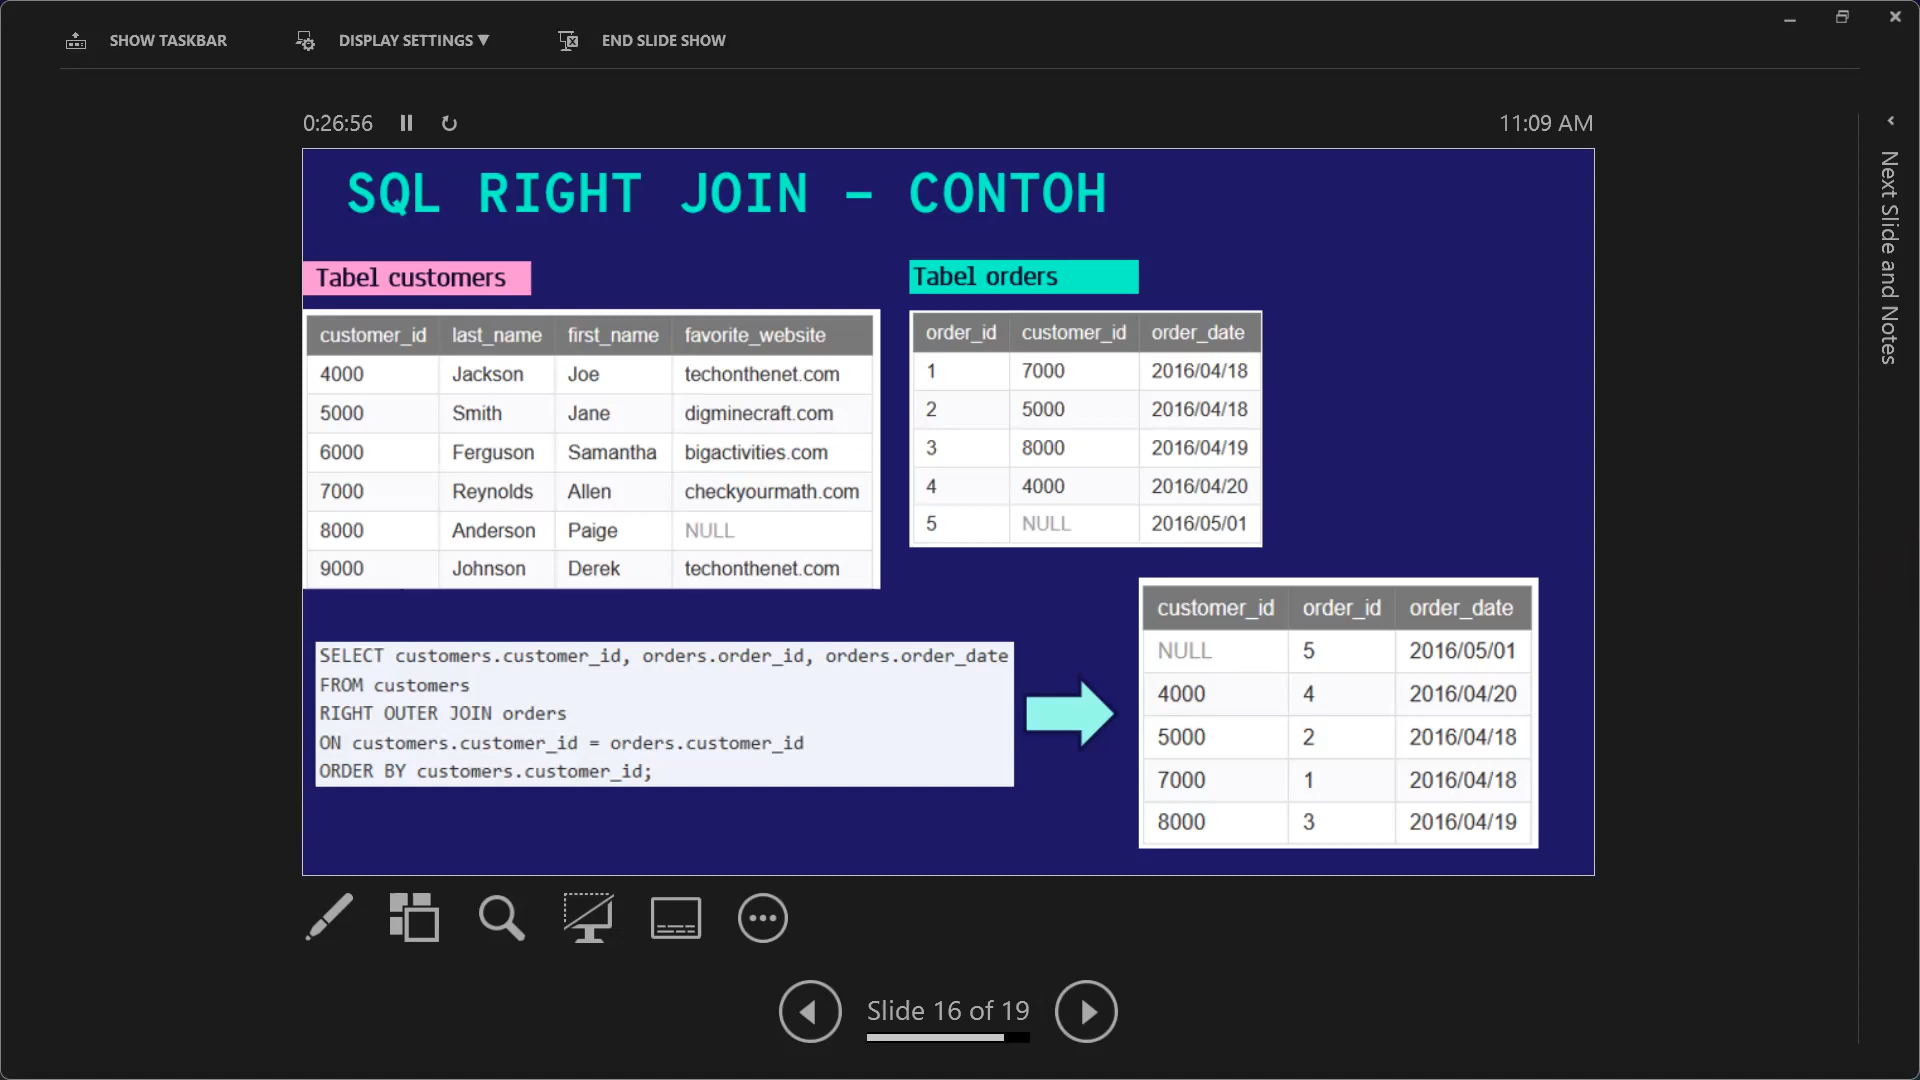 SHOW TASKBAR DISPLAY SETTINGS ▼ END SLIDE SHOW
0:26:56 11:09 AM
SQL RIGHT JOIN - CONTOH
Tabel customers
customer_id last_name first_name favorite_website
4000 Jackson Joe techonthenet.com
5000 Smith Jane digminecraft.com
6000 Ferguson Samantha bigactivities.com
7000 Reynolds Allen checkyourmath.com
8000 Anderson Paige NULL
9000 Johnson Derek techonthenet.com
Tabel orders
order_id customer_id order_date
1 7000 2016/04/18
2 5000 2016/04/18
3 8000 2016/04/19
4 4000 2016/04/20
5 NULL 2016/05/01
SELECT customers.customer_id, orders.order_id, orders.order_date
FROM customers
RIGHT OUTER JOIN orders
ON customers.customer_id = orders.customer_id
ORDER BY customers.customer_id;
customer_id order_id order_date
NULL 5 2016/05/01
4000 4 2016/04/20
5000 2 2016/04/18
7000 1 2016/04/18
8000 3 2016/04/19
Slide 16 of 19
Next Slide and Notes